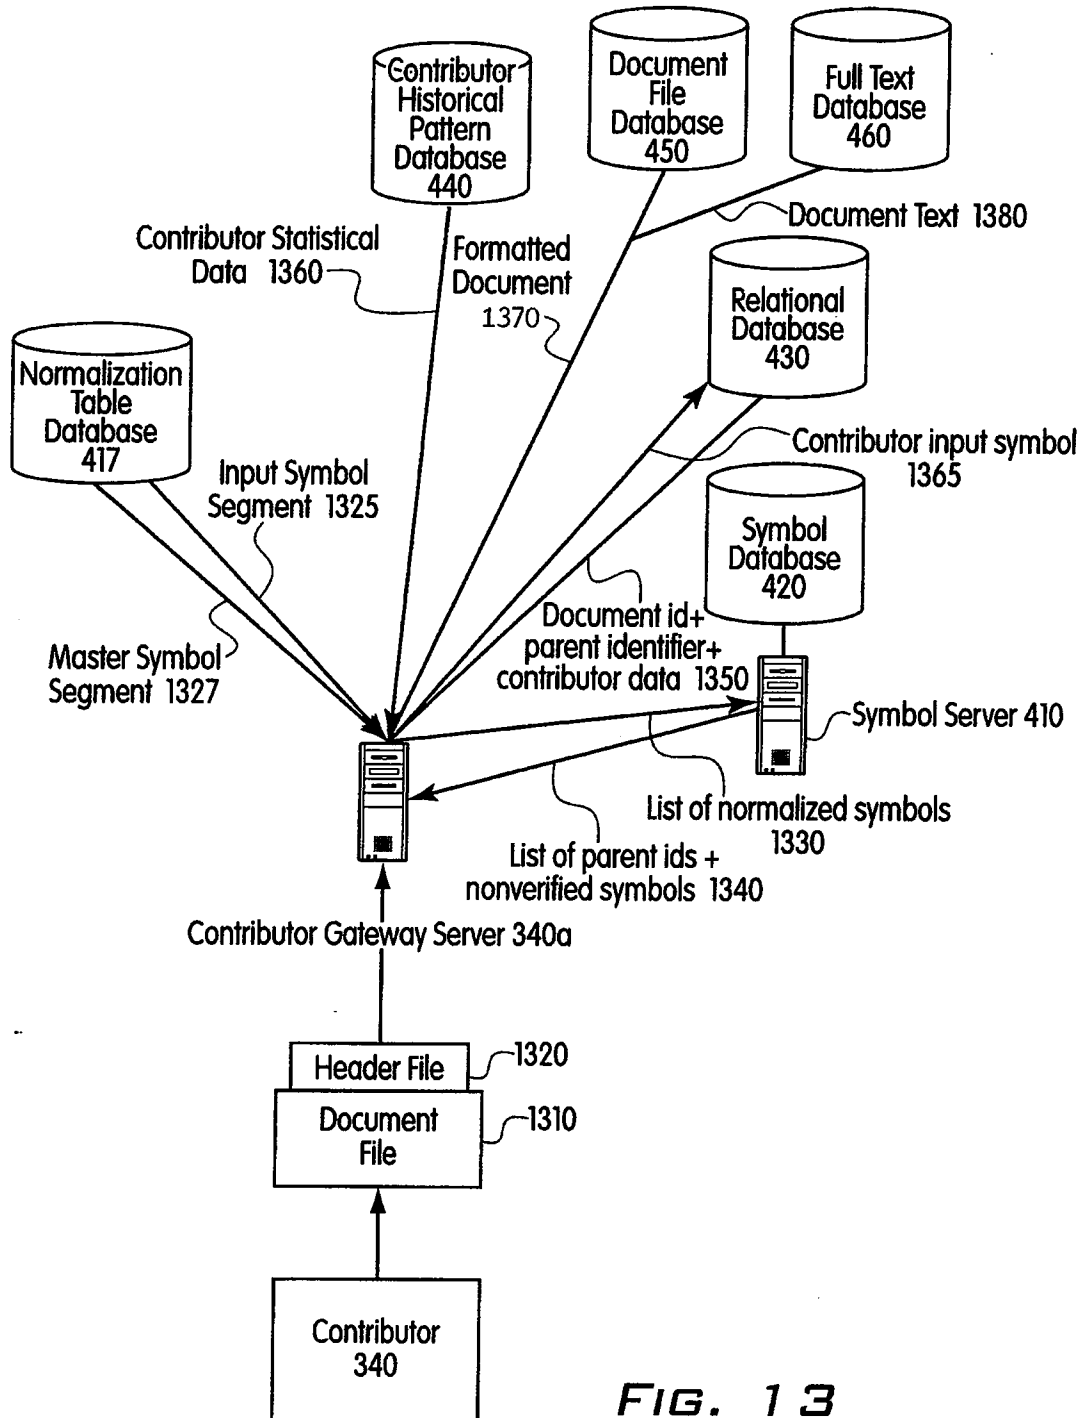 Contributor
Historical
Pattern
Database
440
Document
File
Database
450
Full Text
Database
460
Document Text 1380
Contributor Statistical
Data 1360
Formatted
Document
1370
Relational
Database
430
Normalization
Table
Database
417
Input Symbol
Segment 1325
Contributor input symbol
1365
Symbol
Database
420
Master Symbol
Segment 1327
Document id+
parent identifier+
contributor data 1350
Symbol Server 410
List of normalized symbols
1330
List of parent ids +
nonverified symbols 1340
Contributor Gateway Server 340a
Header File
1320
Document
File
1310
Contributor
340
FIG. 13